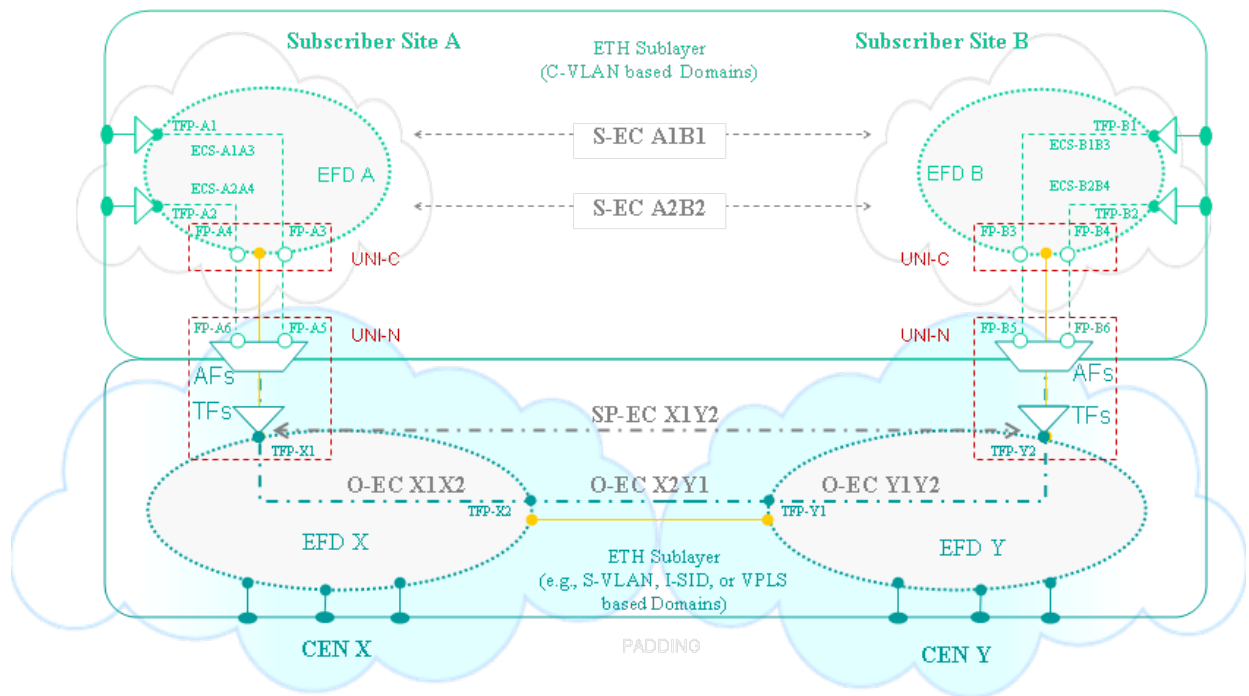 Subscriber Site A
Subscriber Site B
ETH Sublayer
(C-VLAN based Domains)
TFP-A1
ECS-A1A3
EFD A
ECS-A2A4
TFP-A2
FP-A4
FP-A3
UNI-C
S-EC A1B1
S-EC A2B2
TFP-B1
ECS-B1B3
EFD B
ECS-B2B4
TFP-B2
FP-B3
FP-B4
UNI-C
FP-A6
FP-A5
UNI-N
AFs
TFs
TFP-X1
UNI-N
FP-B5
FP-B6
AFs
TFs
TFP-Y2
SP-EC X1Y2
O-EC X1X2
O-EC X2Y1
O-EC Y1Y2
TFP-X2
TFP-Y1
EFD X
EFD Y
ETH Sublayer
(e.g., S-VLAN, I-SID, or VPLS
based Domains)
CEN X
PADDING
CEN Y